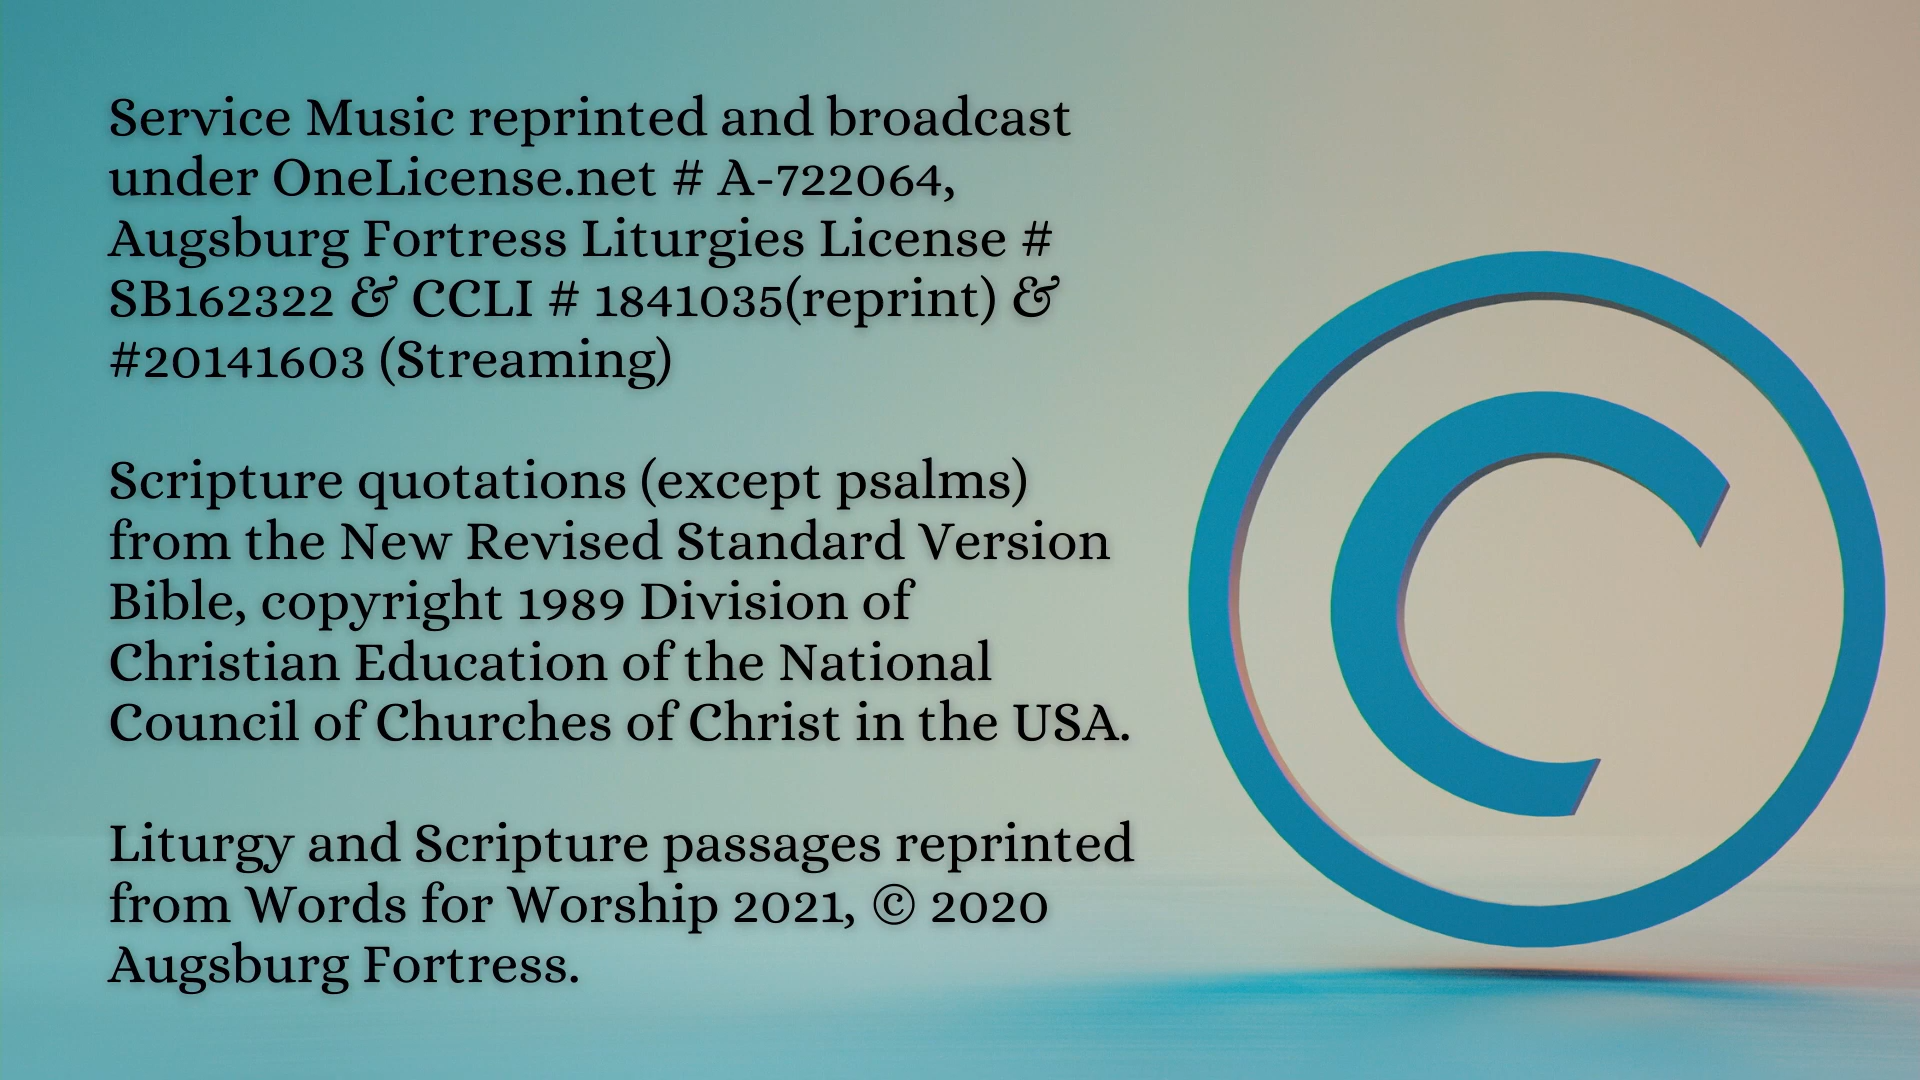 Service Music reprinted and broadcast
under OneLicense.net # A-722064,
Augsburg Fortress Liturgies License #
SB162322 & CCLI # 1841035(reprint) &
#20141603 (Streaming)
Scripture quotations (except psalms)
from the New Revised Standard Version
Bible, copyright 1989 Division of
Christian Education of the National
Council of Churches of Christ in the USA.
Liturgy and Scripture passages reprinted
from Words for Worship 2021, © 2020
Augsburg Fortress.
©